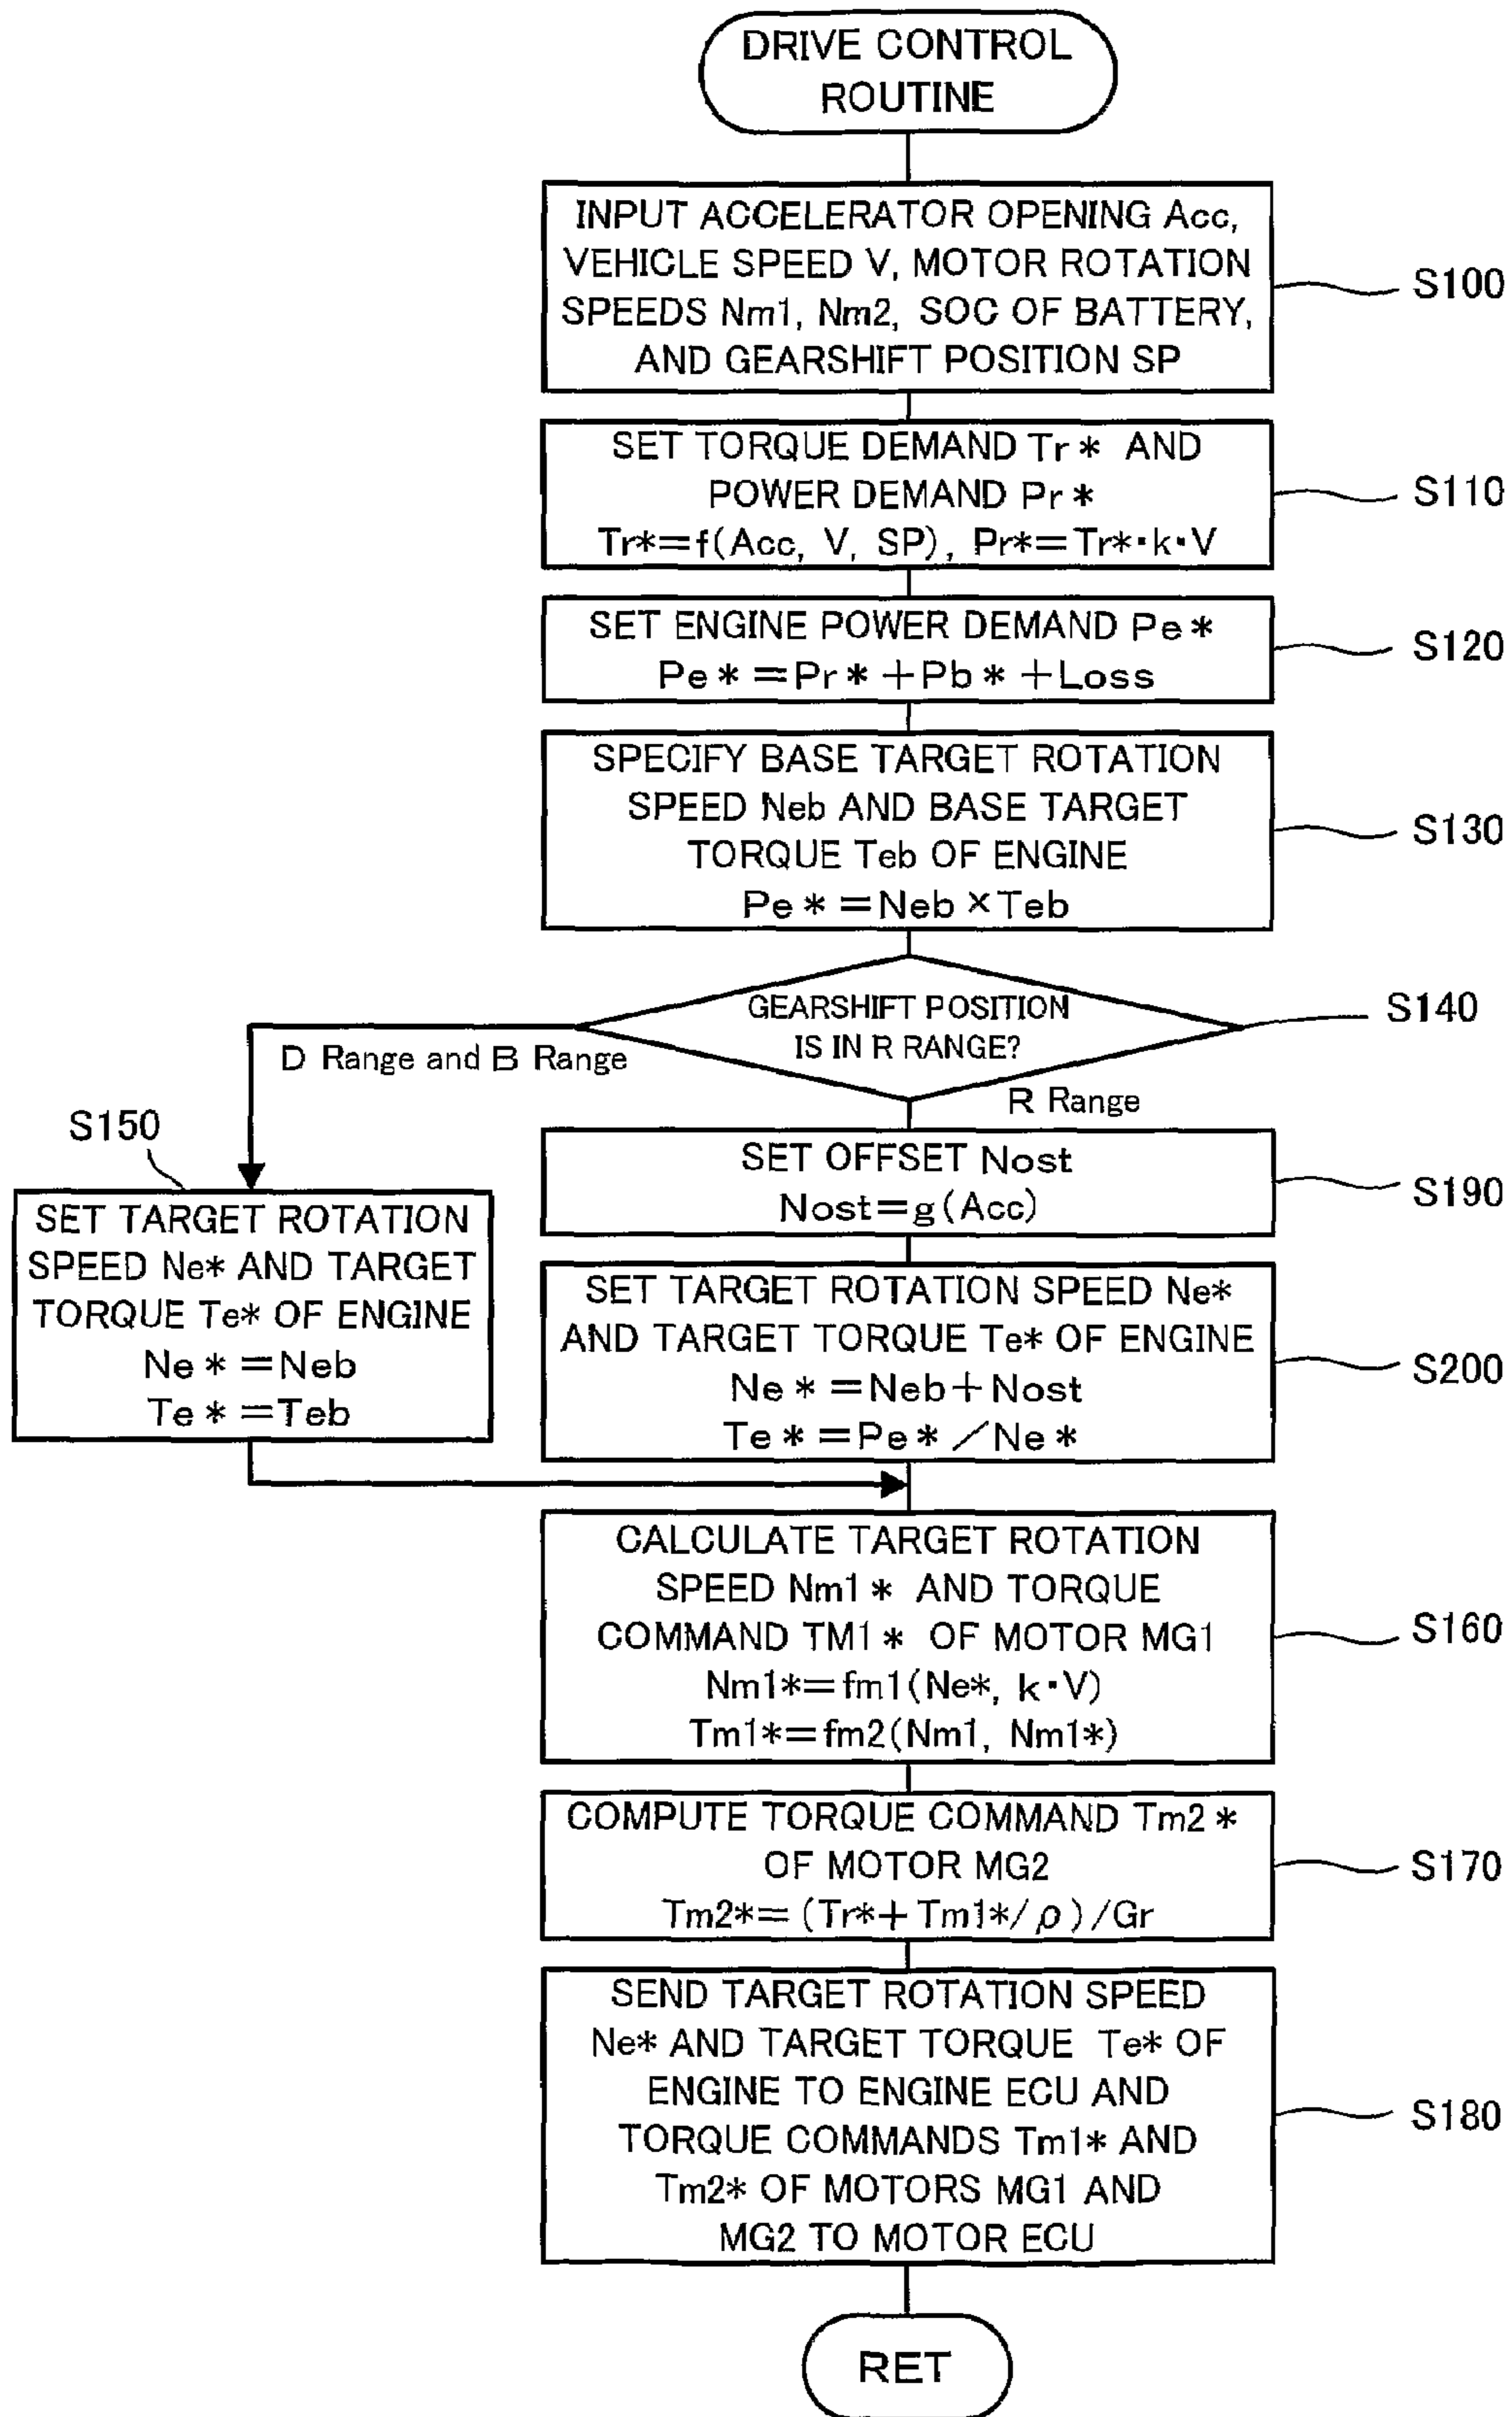 DRIVE CONTROL
ROUTINE
INPUT ACCELERATOR OPENING Acc,
VEHICLE SPEED V, MOTOR ROTATION
SPEEDS Nm1, Nm2, SOC OF BATTERY,
AND GEARSHIFT POSITION SP
S100
SET TORQUE DEMAND Tr* AND
POWER DEMAND Pr*
Tr*=f(Acc, V, SP), Pr*=Tr*·k·V
S110
SET ENGINE POWER DEMAND Pe*
Pe*=Pr*+Pb*+Loss
S120
SPECIFY BASE TARGET ROTATION
SPEED Neb AND BASE TARGET
TORQUE Teb OF ENGINE
Pe*=Neb×Teb
S130
GEARSHIFT POSITION
IS IN R RANGE?
S140
D Range and B Range
R Range
S150
SET TARGET ROTATION
SPEED Ne* AND TARGET
TORQUE Te* OF ENGINE
Ne*=Neb
Te*=Teb
SET OFFSET Nost
Nost=g(Acc)
S190
SET TARGET ROTATION SPEED Ne*
AND TARGET TORQUE Te* OF ENGINE
Ne*=Neb+Nost
Te*=Pe*/Ne*
S200
CALCULATE TARGET ROTATION
SPEED Nm1* AND TORQUE
COMMAND TM1* OF MOTOR MG1
Nm1*=fm1(Ne*, k·V)
Tm1*=fm2(Nm1, Nm1*)
S160
COMPUTE TORQUE COMMAND Tm2*
OF MOTOR MG2
Tm2*=(Tr*+Tm1*/ρ)/Gr
S170
SEND TARGET ROTATION SPEED
Ne* AND TARGET TORQUE Te* OF
ENGINE TO ENGINE ECU AND
TORQUE COMMANDS Tm1* AND
Tm2* OF MOTORS MG1 AND
MG2 TO MOTOR ECU
S180
RET